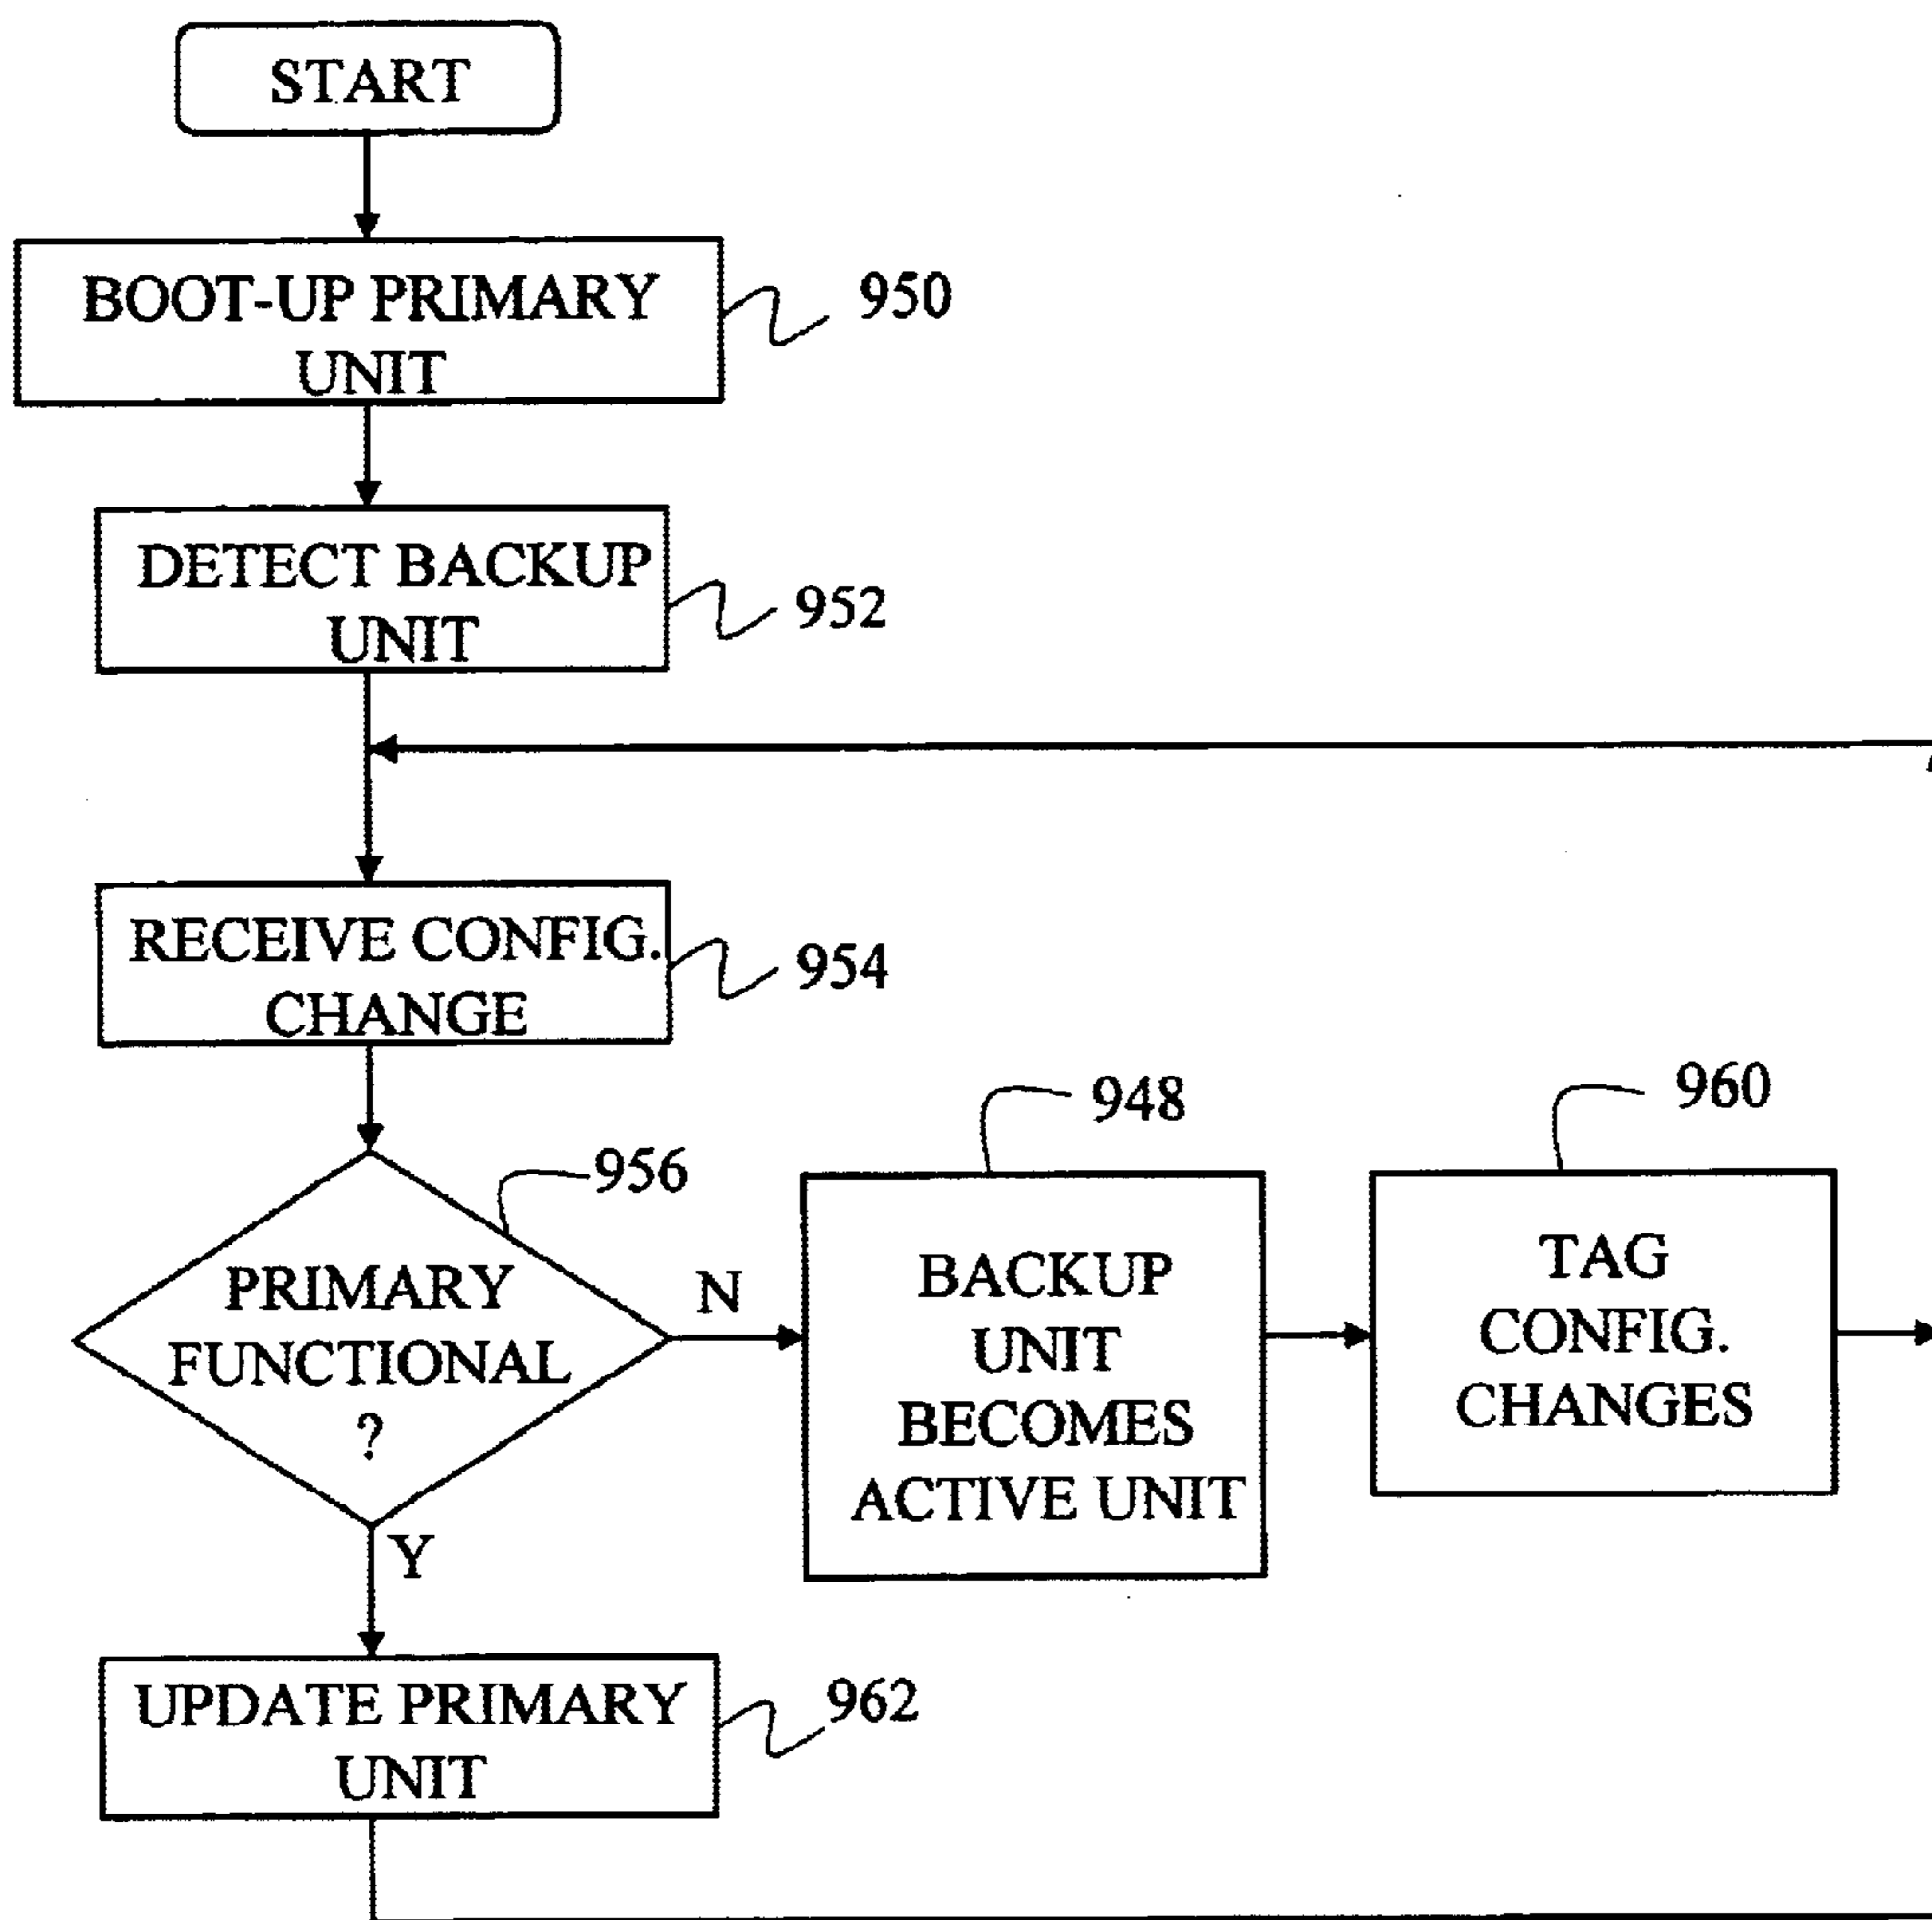 START
BOOT-UP PRIMARY
UNIT
950
DETECT BACKUP
UNIT
952
RECEIVE CONFIG.
CHANGE
954
PRIMARY
FUNCTIONAL
?
956
N
Y
948
BACKUP
UNIT
BECOMES
ACTIVE UNIT
960
TAG
CONFIG.
CHANGES
UPDATE PRIMARY
UNIT
962